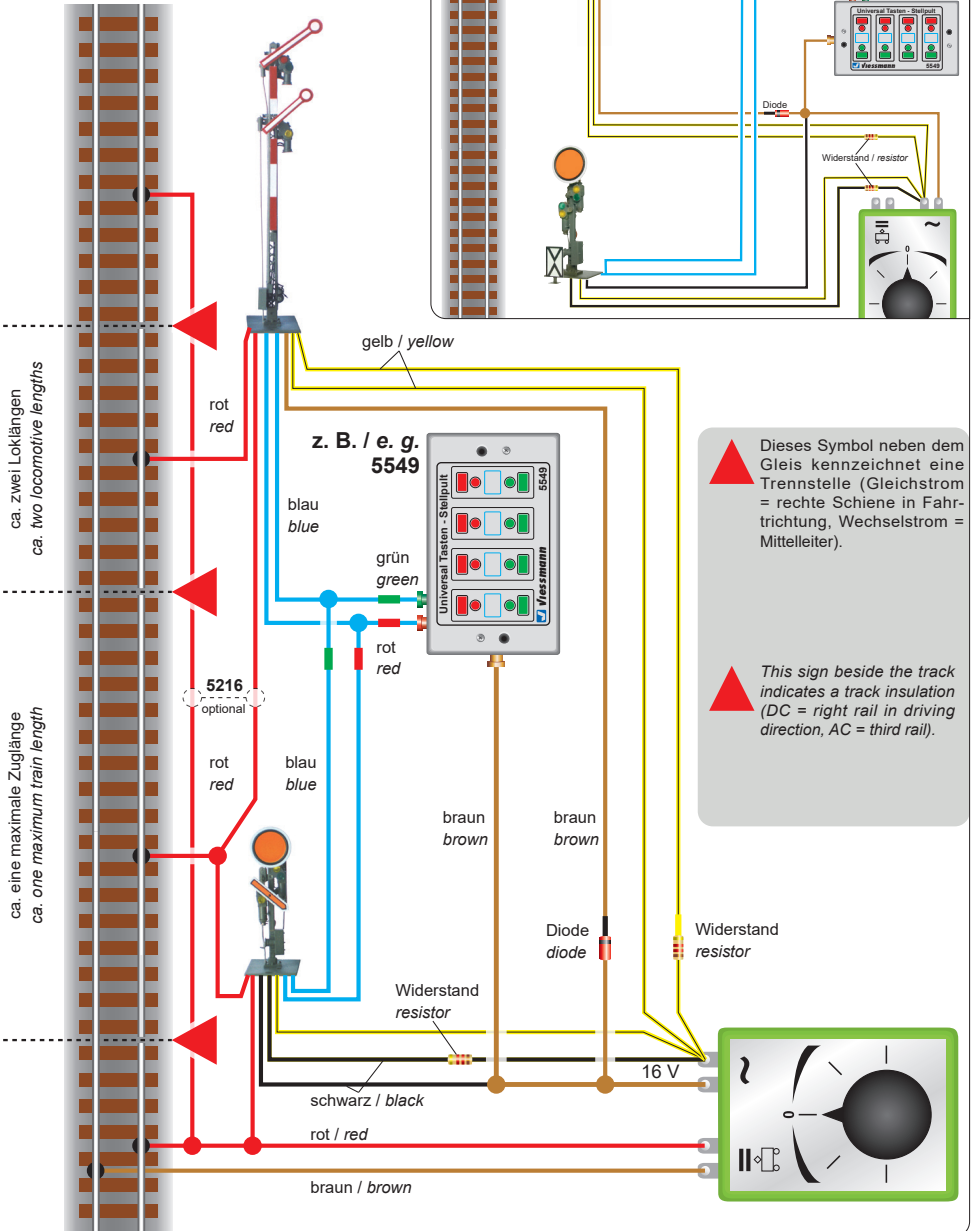 Universal Tasten - Stellpult
viessmann
5549
Diode
Widerstand / resistor
0
~
gelb / yellow
ca. zwei Loklängen
ca. two locomotive lengths
rot
red
z. B. / e. g.
5549
5549
Universal Tasten - Stellpult
viessmann
blau
blue
grün
green
rot
red
Dieses Symbol neben dem
Gleis kennzeichnet eine
Trennstelle (Gleichstrom
= rechte Schiene in Fahr-
trichtung, Wechselstrom =
Mittelleiter).
This sign beside the track
indicates a track insulation
(DC = right rail in driving
direction, AC = third rail).
5216
optional
ca. eine maximale Zuglänge
ca. one maximum train length
rot
red
blau
blue
braun
brown
braun
brown
Diode
diode
Widerstand
resistor
Widerstand
resistor
16 V
~
0
schwarz / black
rot / red
braun / brown